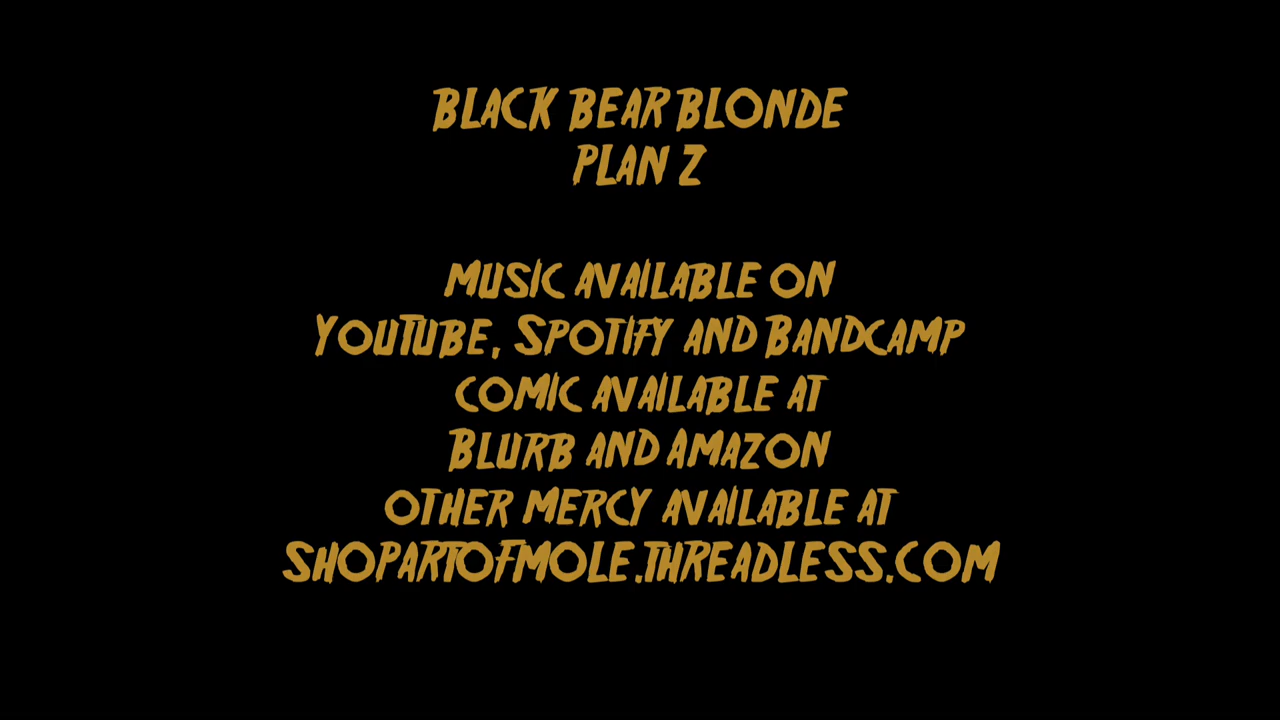 BLACK BEAR BLONDE
PLAN Z
MUSIC AVAILABLE ON
YOUTUBE, SPOTIFY AND BANDCAMP
COMIC AVAILABLE AT
BLURB AND AMAZON
OTHER MERCY AVAILABLE AT
SHOPARTOFMOLE.THREADLESS.COM